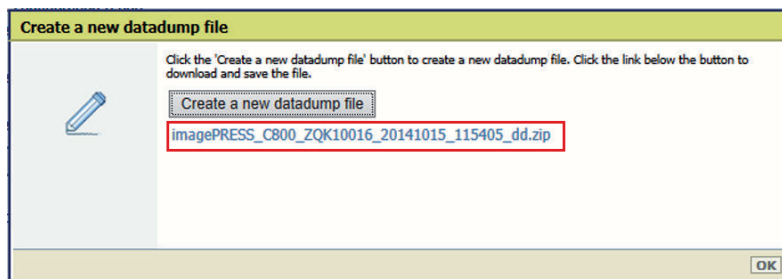 Create a new datadump file
Click the 'Create a new datadump file' button to create a new datadump file. Click the link below the button to
download and save the file.
Create a new datadump file
imagePRESS_C800_ZQK10016_20141015_115405_dd.zip
OK